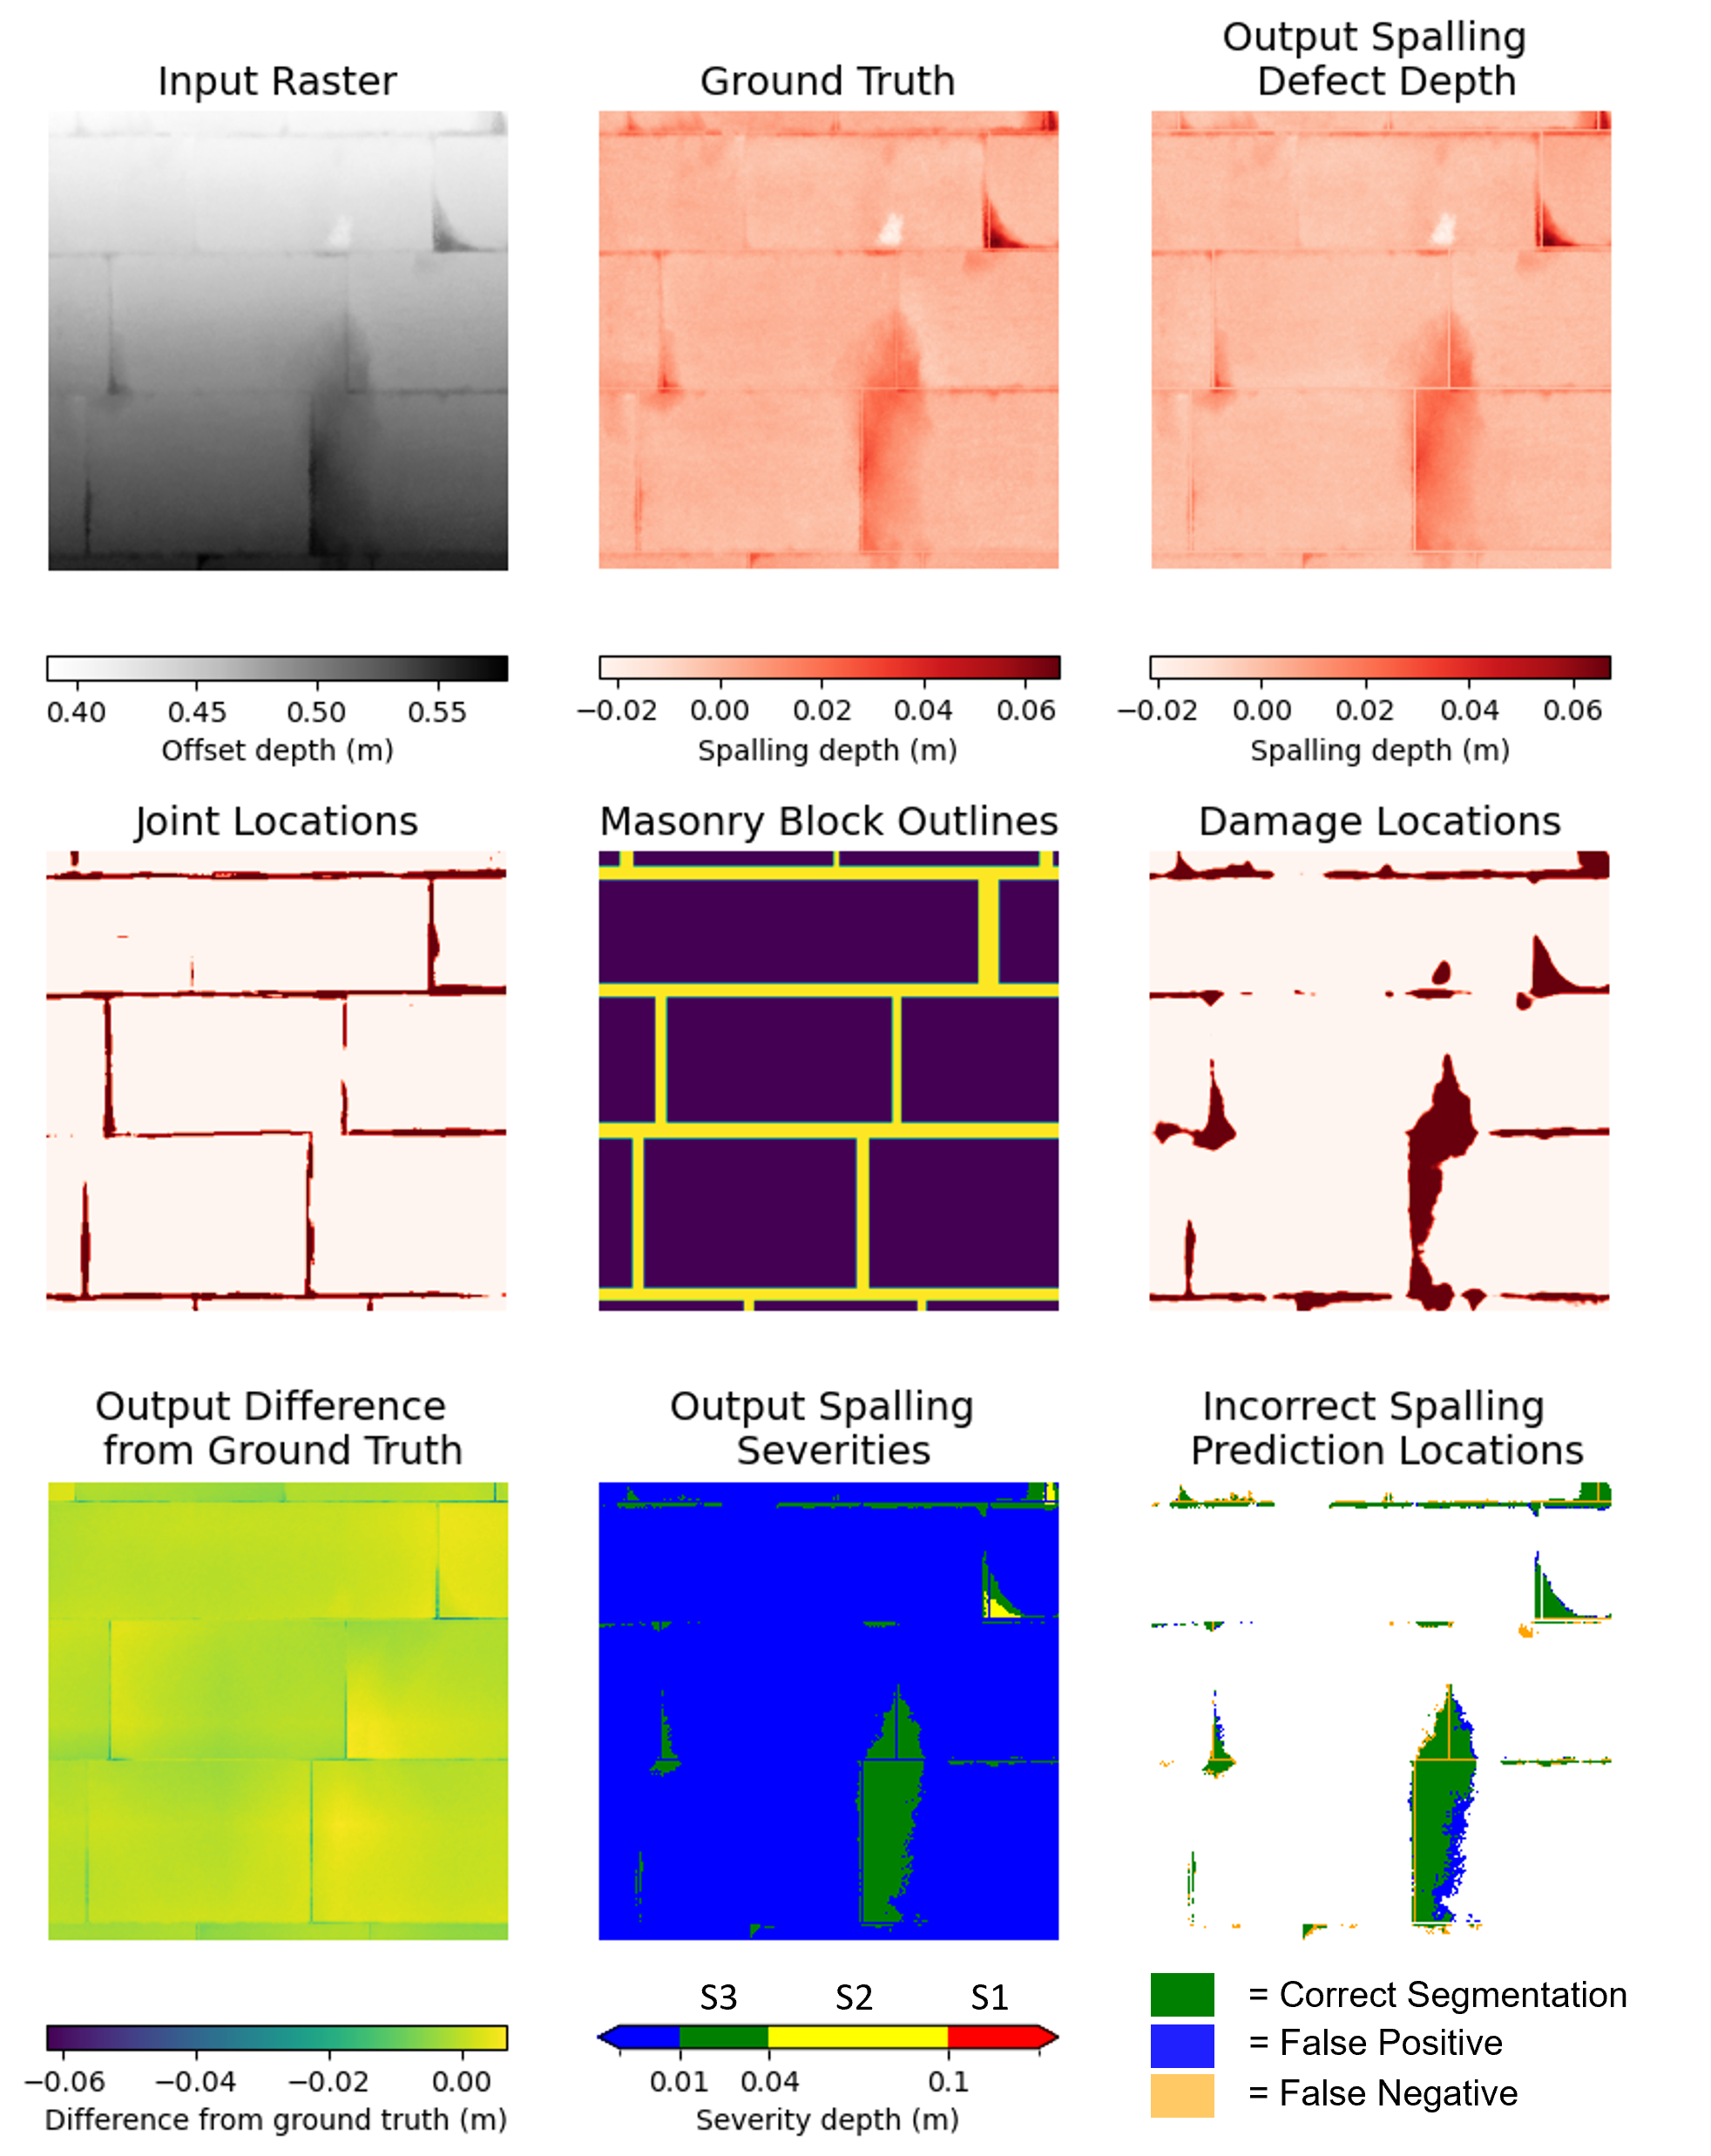 Input Raster
Ground Truth
Output Spalling
Defect Depth
0.40 0.45 0.50 0.55
Offset depth (m)
−0.02 0.00 0.02 0.04 0.06
Spalling depth (m)
−0.02 0.00 0.02 0.04 0.06
Spalling depth (m)
Joint Locations
Masonry Block Outlines
Damage Locations
Output Difference
from Ground Truth
Output Spalling
Severities
Incorrect Spalling
Prediction Locations
−0.06 −0.04 −0.02 0.00
Difference from ground truth (m)
S3 S2 S1
0.01 0.04 0.1
Severity depth (m)
= Correct Segmentation
= False Positive
= False Negative